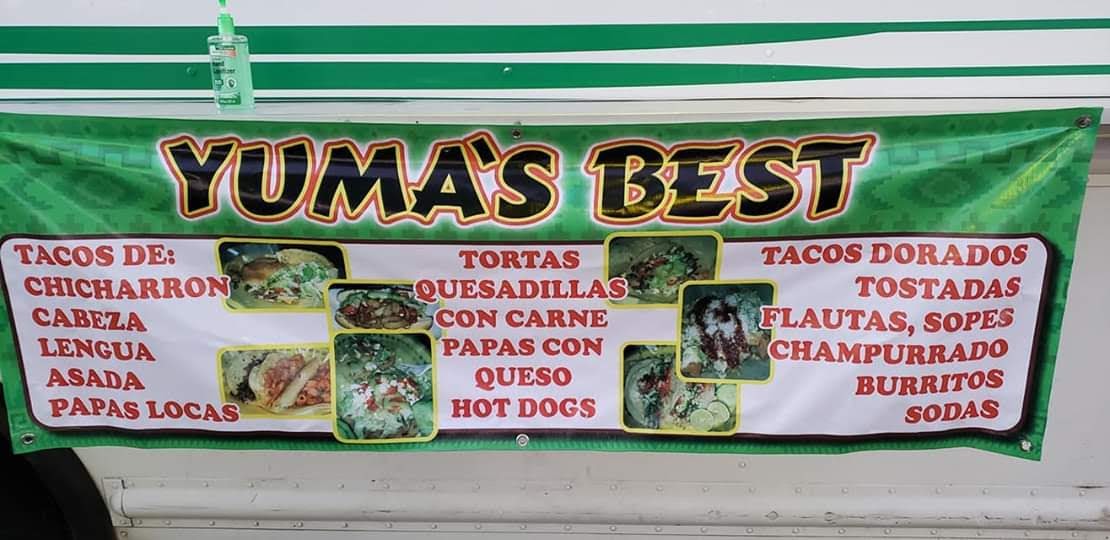 YUMA'S BEST
TACOS DE:
CHICHARRON
CABEZA
LENGUA
ASADA
PAPAS LOCAS
TORTAS
QUESADILLAS
CON CARNE
PAPAS CON
QUESO
HOT DOGS
TACOS DORADOS
TOSTADAS
FLAUTAS, SOPES
CHAMPURRADO
BURRITOS
SODAS